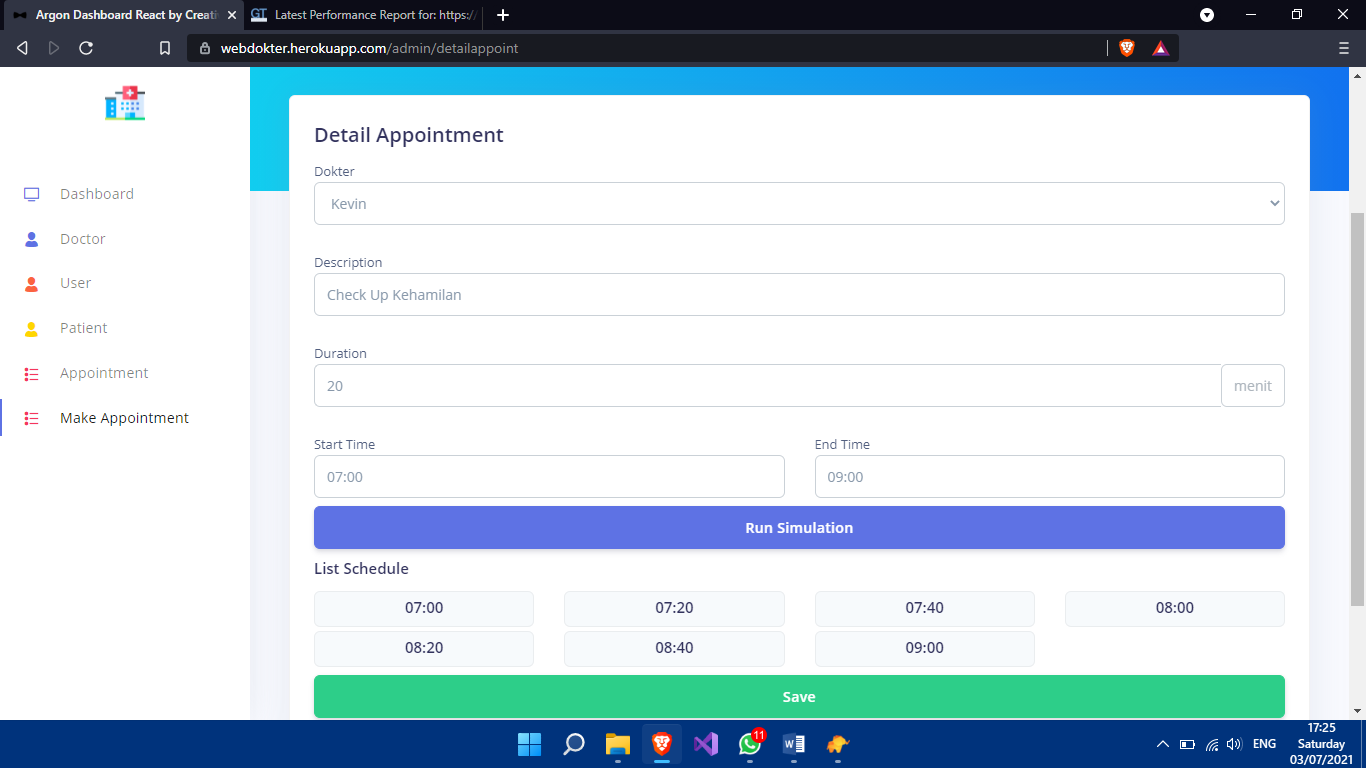 Argon Dashboard React by Creati
Latest Performance Report for: https:/
webdokter.herokuapp.com/admin/detailappoint
Dashboard
Doctor
User
Patient
Appointment
Make Appointment
Detail Appointment
Dokter
Kevin
Description
Check Up Kehamilan
Duration
20
menit
Start Time
End Time
07:00
09:00
Run Simulation
List Schedule
07:00
07:20
07:40
08:00
08:20
08:40
09:00
Save
11
ENG
17:25
Saturday
03/07/2021